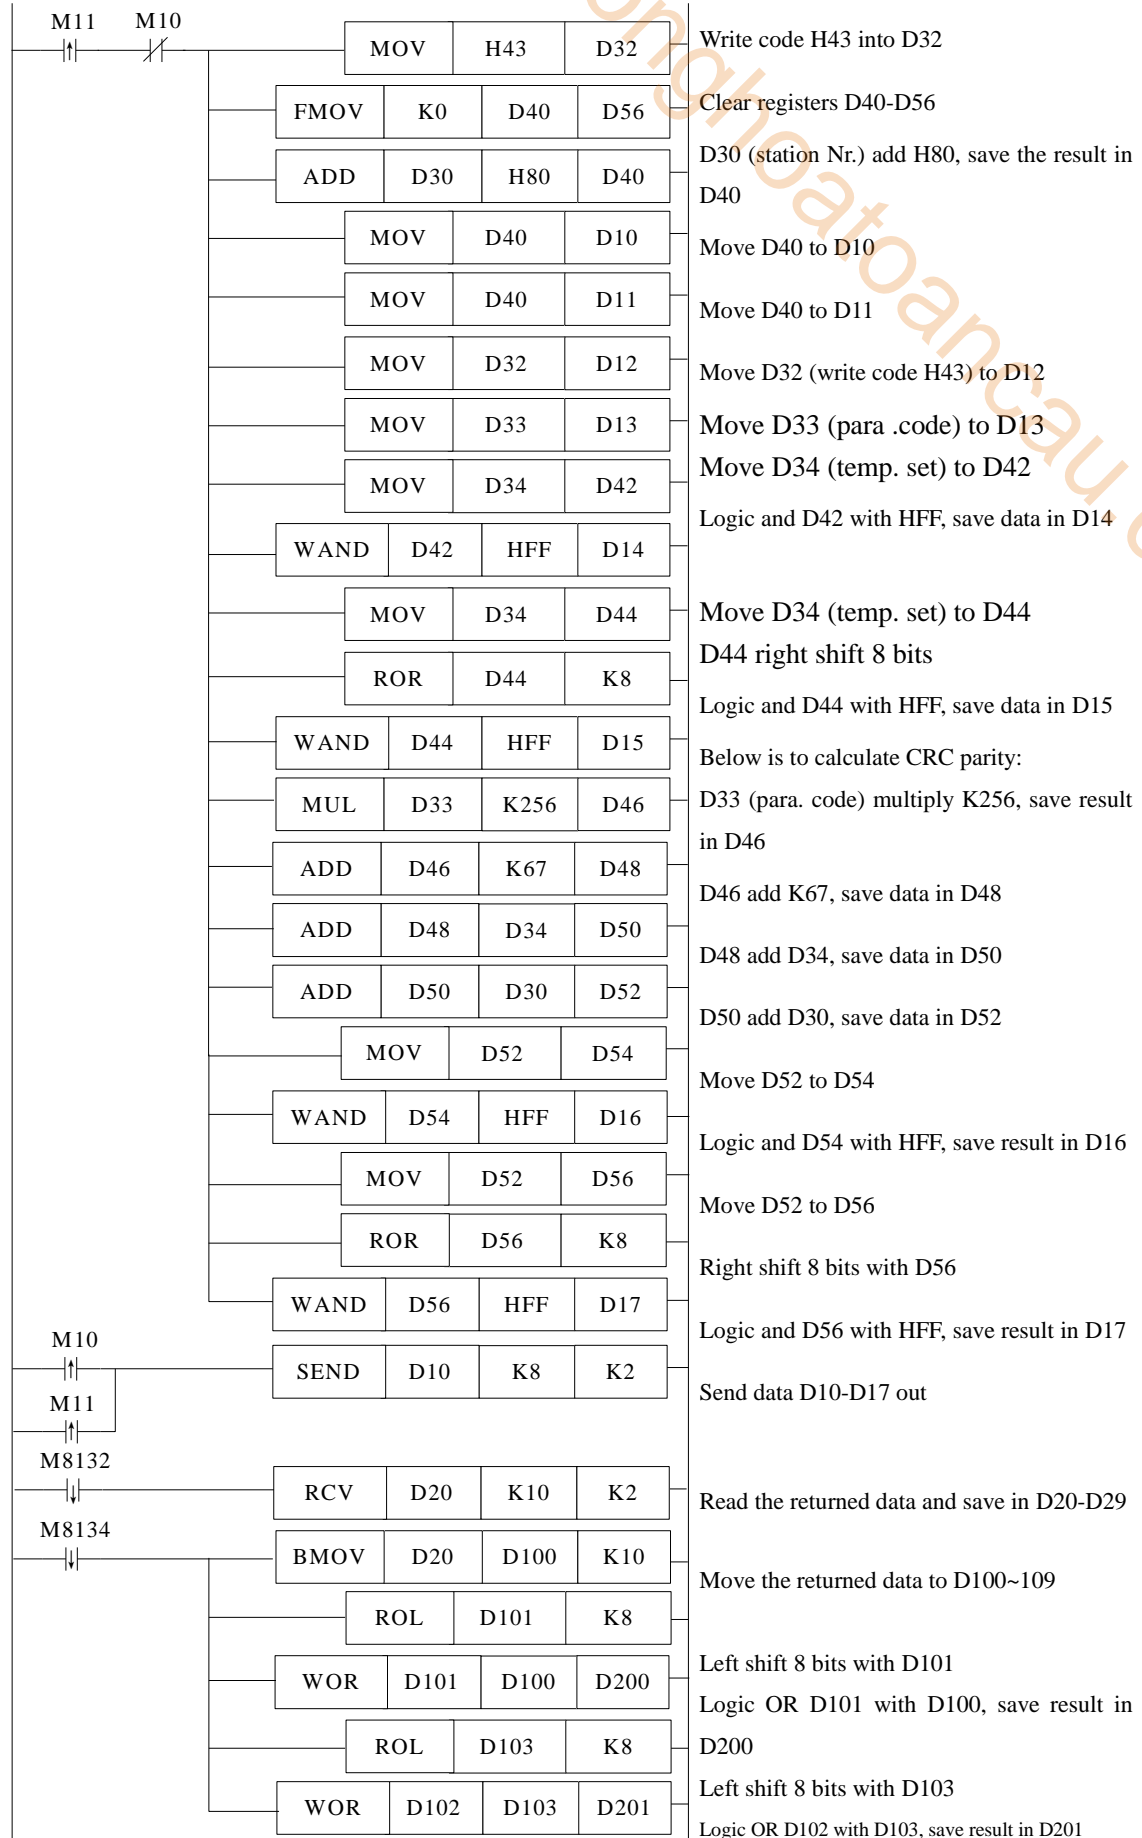 M11 M10
MOV H43 D32 Write code H43 into D32
FMOV K0 D40 D56 Clear registers D40-D56
ADD D30 H80 D40 D30 (station Nr.) add H80, save the result in
D40
MOV D40 D10 Move D40 to D10
MOV D40 D11 Move D40 to D11
MOV D32 D12 Move D32 (write code H43) to D12
MOV D33 D13 Move D33 (para .code) to D13
MOV D34 D42 Move D34 (temp. set) to D42
Logic and D42 with HFF, save data in D14
WAND D42 HFF D14
MOV D34 D44 Move D34 (temp. set) to D44
D44 right shift 8 bits
ROR D44 K8
Logic and D44 with HFF, save data in D15
WAND D44 HFF D15
Below is to calculate CRC parity:
MUL D33 K256 D46 D33 (para. code) multiply K256, save result
in D46
ADD D46 K67 D48
D46 add K67, save data in D48
ADD D48 D34 D50
D48 add D34, save data in D50
ADD D50 D30 D52
D50 add D30, save data in D52
MOV D52 D54
Move D52 to D54
WAND D54 HFF D16
Logic and D54 with HFF, save result in D16
MOV D52 D56
Move D52 to D56
ROR D56 K8
Right shift 8 bits with D56
WAND D56 HFF D17
Logic and D56 with HFF, save result in D17
M10
SEND D10 K8 K2
Send data D10-D17 out
M11
M8132
RCV D20 K10 K2 Read the returned data and save in D20-D29
M8134
BMOV D20 D100 K10
Move the returned data to D100~109
ROL D101 K8
Left shift 8 bits with D101
WOR D101 D100 D200
Logic OR D101 with D100, save result in
D200
ROL D103 K8
Left shift 8 bits with D103
WOR D102 D103 D201
Logic OR D102 with D103, save result in D201
onghoatoancau.